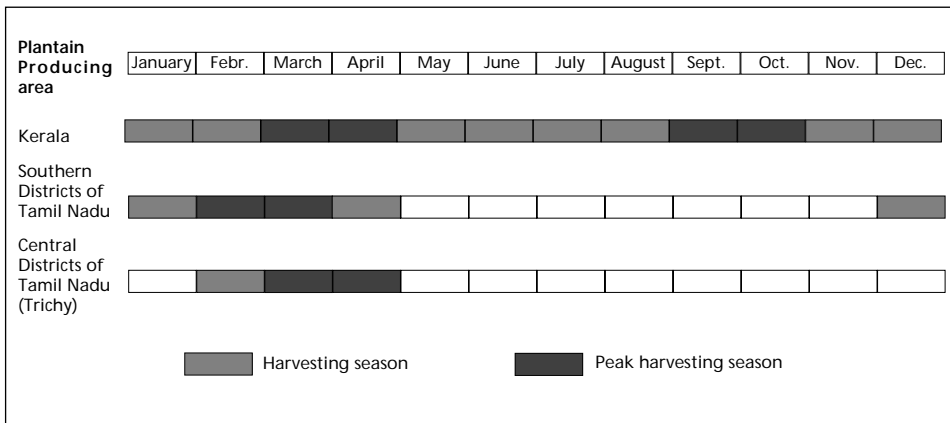 Plantain
Producing
area
January Febr. March April May June July August Sept. Oct. Nov. Dec.
Kerala
Southern
Districts of
Tamil Nadu
Central
Districts of
Tamil Nadu
(Trichy)
Harvesting season Peak harvesting season